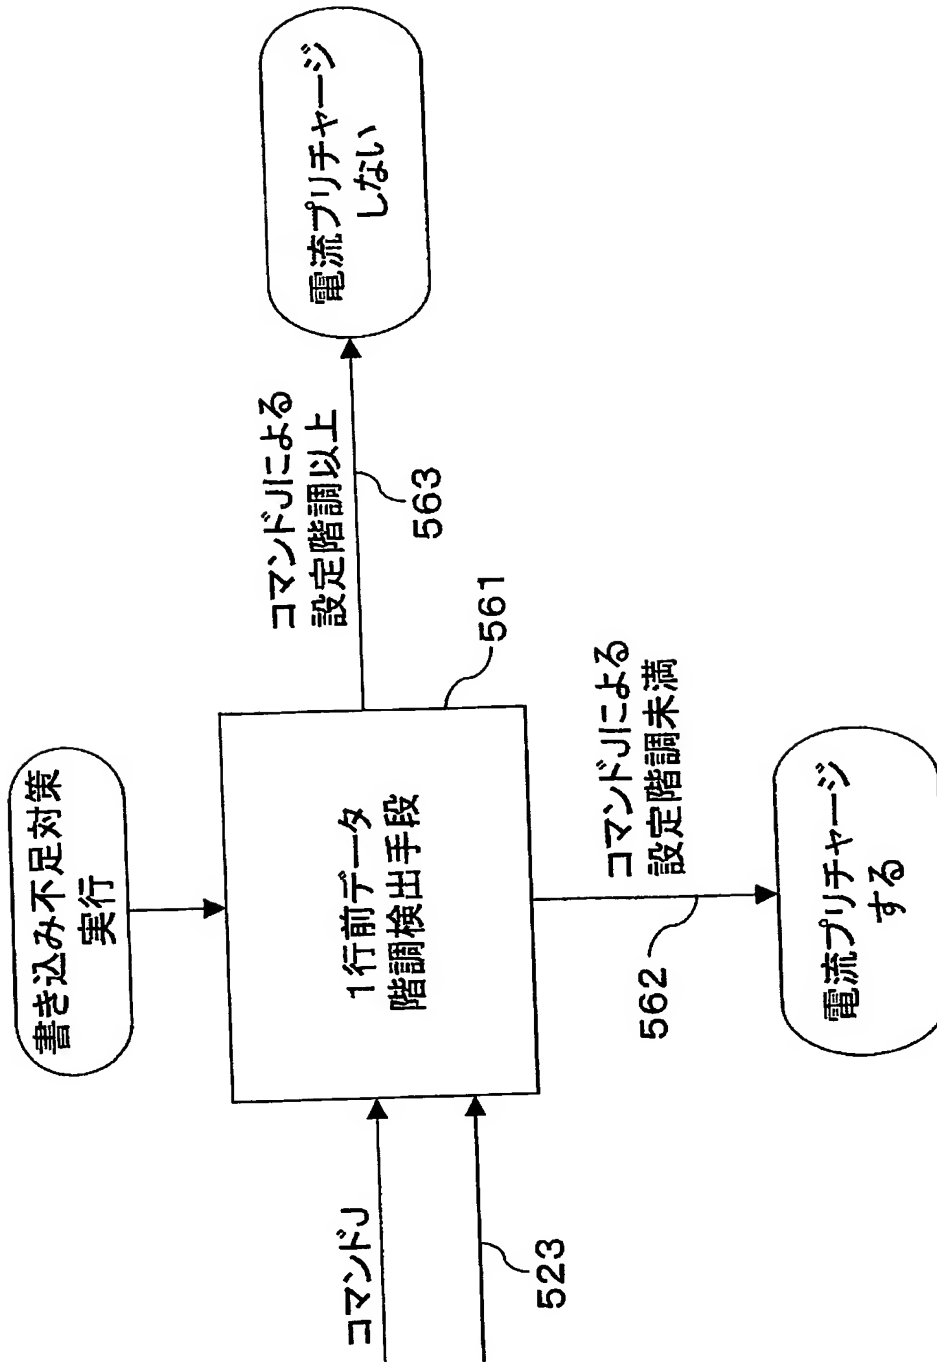 書き込み不足対策
実行
コマンドJ
523
1行前データ
階調検出手段
561
コマンドJによる
設定階調以上
563
電流プリチャージ
しない
コマンドJによる
設定階調未満
562
電流プリチャージ
する